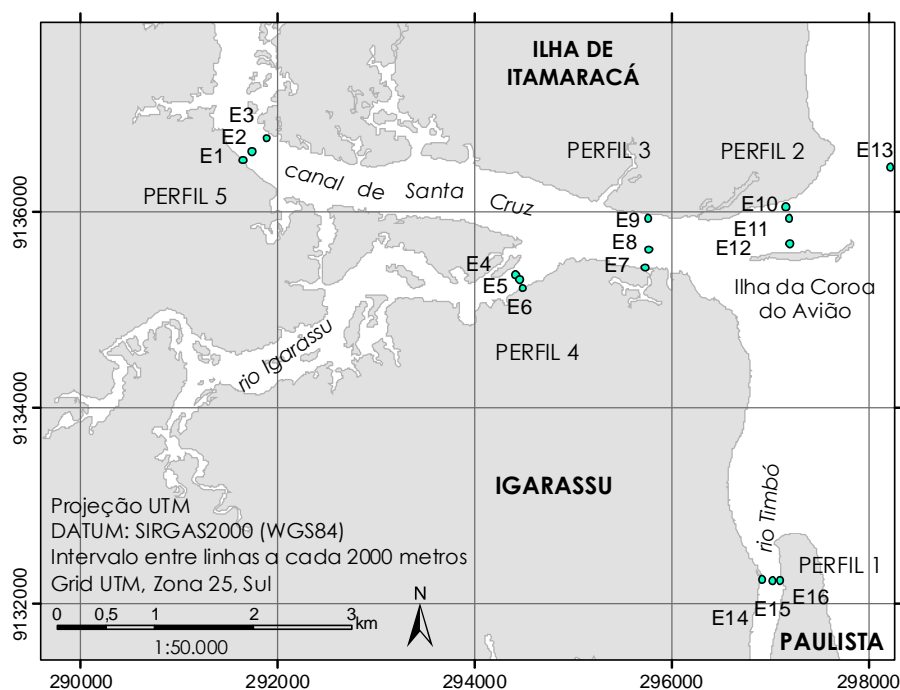 ILHA DE
ITAMARACÁ
E3
E2
E1
PERFIL 5
canal de Santa Cruz
PERFIL 3
PERFIL 2
E13
E10
E9
E11
E8
E12
E7
E4
E5
E6
Ilha da Coroa
do Avião
PERFIL 4
rio Igarassu
IGARASSU
rio Timbó
PERFIL 1
E14
E15
E16
PAULISTA
Projeção UTM
DATUM: SIRGAS2000 (WGS84)
Intervalo entre linhas a cada 2000 metros
Grid UTM, Zona 25, Sul
0 0,5 1 2 3
km
1:50.000
N
9136000
9134000
9132000
290000 292000 294000 296000 298000